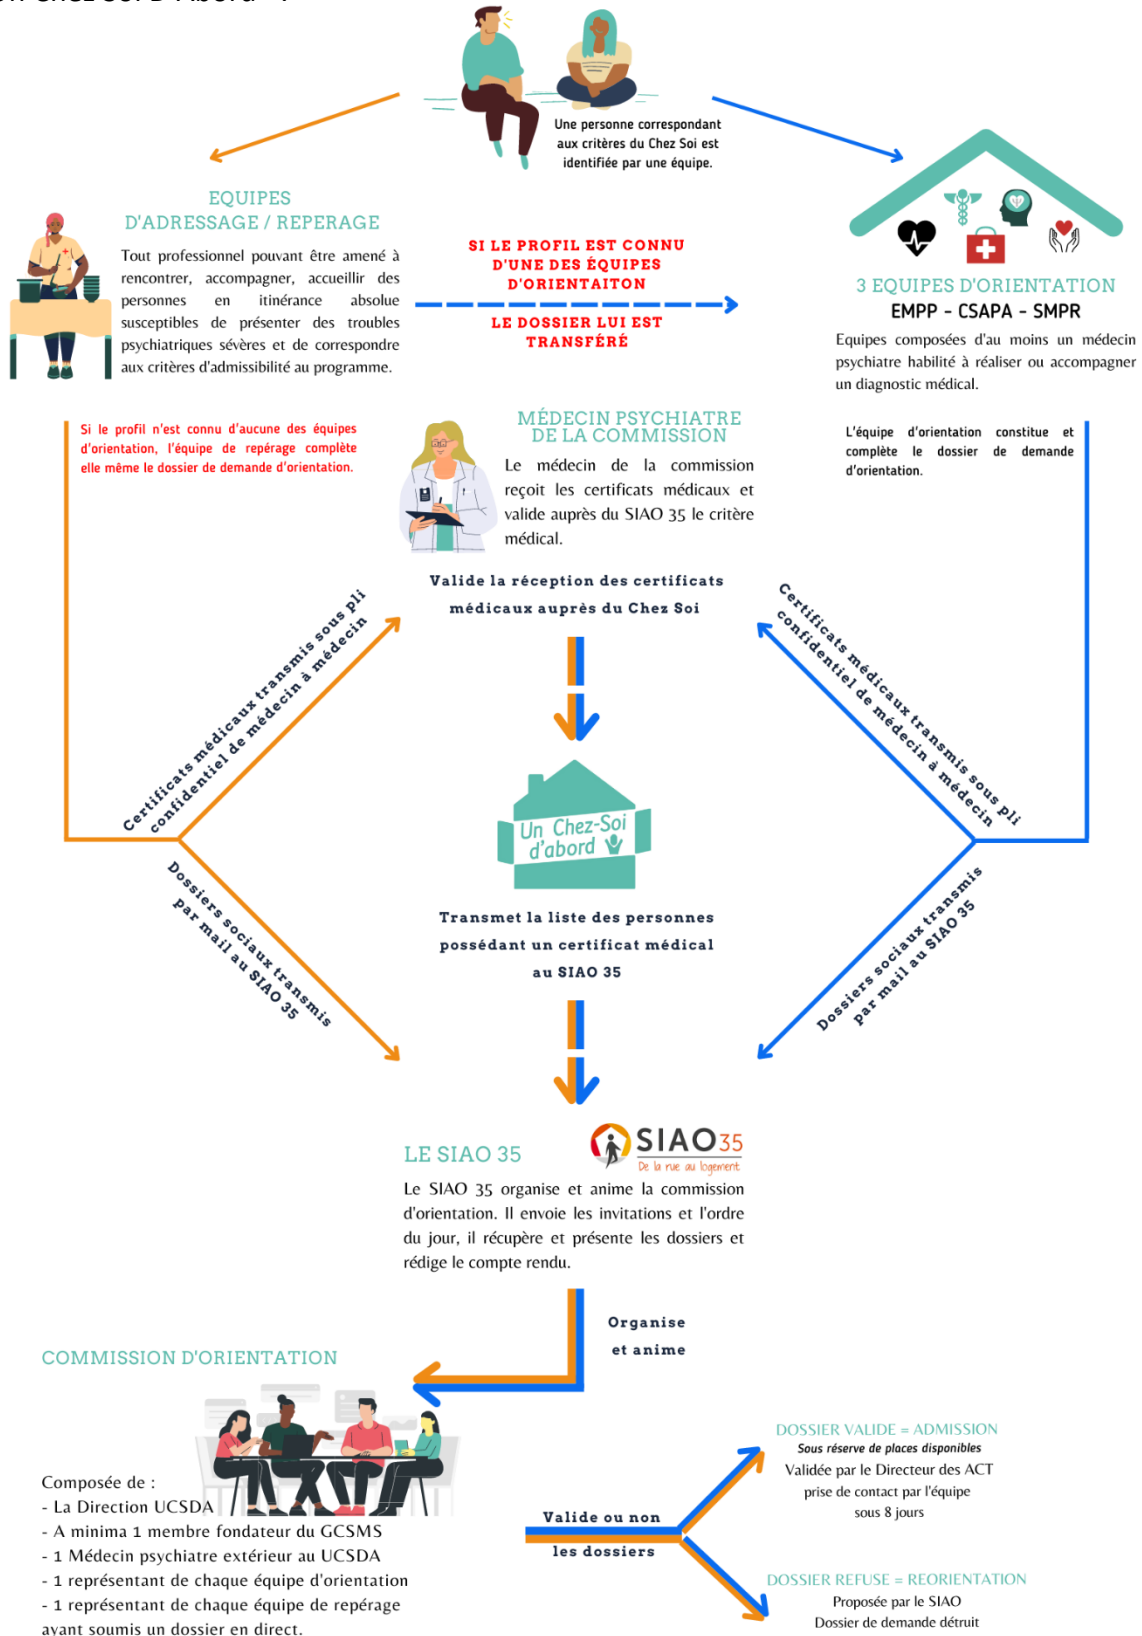 Un Chez Soi D'Abord
Une personne correspondant
aux critères du Chez Soi est
identifiée par une équipe.
EQUIPES
D'ADRESSAGE / REPERAGE
Tout professionnel pouvant être amené à
rencontrer, accompagner, accueillir des
personnes en itinérance absolue
susceptibles de présenter des troubles
psychiatriques sévères et de correspondre
aux critères d'admissibilité au programme.
SI LE PROFIL EST CONNU
D'UNE DES ÉQUIPES
D'ORIENTAITON
LE DOSSIER LUI EST
TRANSFÉRÉ
3 EQUIPES D'ORIENTATION
EMPP - CSAPA - SMPR
Equipes composées d'au moins un médecin
psychiatre habilité à réaliser ou accompagner
un diagnostic médical.
Si le profil n'est connu d'aucune des équipes
d'orientation, l'équipe de repérage complète
elle même le dossier de demande d'orientation.
MÉDECIN PSYCHIATRE
DE LA COMMISSION
Le médecin de la commission
reçoit les certificats médicaux et
valide auprès du SIAO 35 le critère
médical.
L'équipe d'orientation constitue et
complète le dossier de demande
d'orientation.
Valide la réception des certificats
médicaux auprès du Chez Soi
Certificats médicaux transmis sous pli
confidentiel de médecin à médecin
Certificats médicaux transmis sous pli
confidentiel de médecin à médecin
Un Chez-Soi
d'abord
Dossiers sociaux transmis
par mail au SIAO 35
Transmet la liste des personnes
possédant un certificat médical
au SIAO 35
Dossiers sociaux transmis
par mail au SIAO 35
LE SIAO 35
SIAO35
De la rue au logement
Le SIAO 35 organise et anime la commission
d'orientation. Il envoie les invitations et l'ordre
du jour, il récupère et présente les dossiers et
rédige le compte rendu.
Organise
et anime
COMMISSION D'ORIENTATION
Composée de :
- La Direction UCSDA
- A minima 1 membre fondateur du GCSMS
- 1 Médecin psychiatre extérieur au UCSDA
- 1 représentant de chaque équipe d'orientation
- 1 représentant de chaque équipe de repérage
ayant soumis un dossier en direct.
Valide ou non
les dossiers
DOSSIER VALIDE = ADMISSION
Sous réserve de places disponibles
Validée par le Directeur des ACT
prise de contact par l'équipe
sous 8 jours
DOSSIER REFUSE = REORIENTATION
Proposée par le SIAO
Dossier de demande détruit